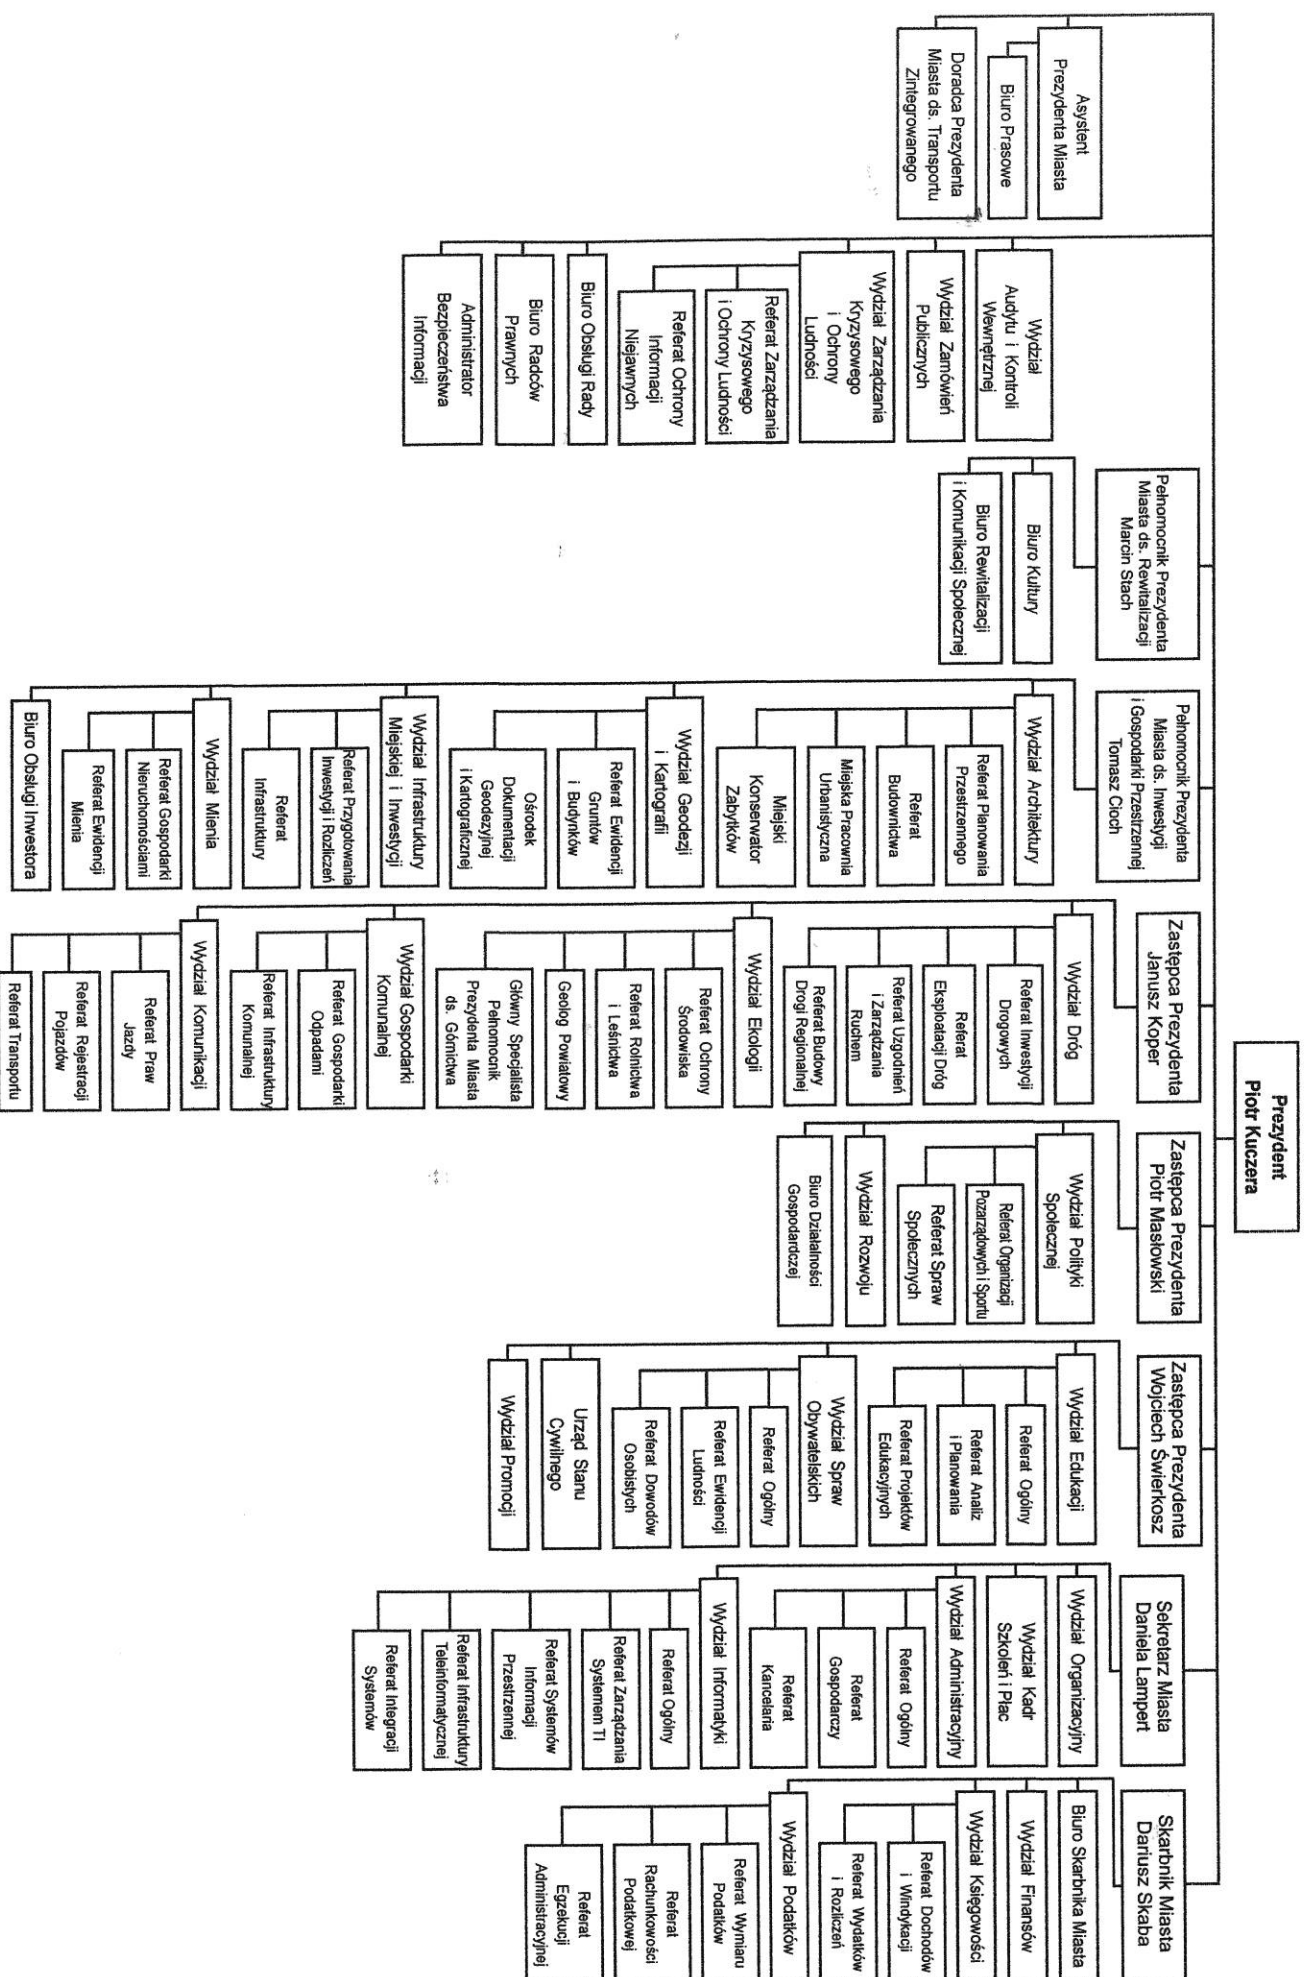 Prezydent
Piotr Kuczera
Asystent
Prezydenta Miasta
Biuro Prasowe
Doradca Prezydenta
Miasta ds. Transportu
Zintegrowanego
Wydział
Audytu i Kontroli
Wewnętrznej
Wydział Zamówień
Publicznych
Wydział Zarządzania
Kryzysowego
i Ochrony
Ludności
Referat Zarządzania
Kryzysowego
i Ochrony Ludności
Referat Ochrony
Informacji
Niejawnych
Biuro Obsługi Rady
Biuro Radców
Prawnych
Administrator
Bezpieczeństwa
Informacji
Pełnomocnik Prezydenta
Miasta ds. Rewitalizacji
Marcin Stach
Biuro Kultury
Biuro Rewitalizacji
i Komunikacji Społecznej
Pełnomocnik Prezydenta
Miasta ds. Inwestycji
i Gospodarki Przestrzennej
Tomasz Cioch
Wydział Architektury
Referat Planowania
Przestrzennego
Referat
Budownictwa
Miejska Pracownia
Urbanistyczna
Miejski
Konserwator
Zabytków
Wydział Geodezji
i Kartografii
Referat Ewidencji
Gruntów
i Budynków
Ośrodek
Dokumentacji
Geodezyjnej
i Kartograficznej
Wydział Infrastruktury
Miejskiej i Inwestycji
Referat Przygotowania
Inwestycji i Rozliczeń
Referat
Infrastruktury
Wydział Mienia
Referat Gospodarki
Nieruchomościami
Referat Ewidencji
Mienia
Biuro Obsługi Inwestora
Zastępca Prezydenta
Janusz Koper
Wydział Dróg
Referat Inwestycji
Drogowych
Referat
Eksploatacji Dróg
Referat Uzgodnień
i Zarządzania
Ruchem
Referat Budowy
Drogi Regionalnej
Wydział Ekologii
Referat Ochrony
Środowiska
Referat Rolnictwa
i Leśnictwa
Geolog Powiatowy
Główny Specjalista
Pełnomocnik
Prezydenta Miasta
ds. Górnictwa
Wydział Gospodarki
Komunalnej
Referat Gospodarki
Odpadami
Referat Infrastruktury
Komunalnej
Wydział Komunikacji
Referat Praw
Jazdy
Referat Rejestracji
Pojazdów
Referat Transportu
Zastępca Prezydenta
Piotr Masłowski
Wydział Polityki
Społecznej
Referat Organizacji
Pozarządowych i Sportu
Referat Spraw
Społecznych
Wydział Rozwoju
Biuro Działalności
Gospodardczej
Zastępca Prezydenta
Wojciech Świerkosz
Wydział Edukacji
Referat Ogólny
Referat Analiz
i Planowania
Referat Projektów
Edukacyjnych
Wydział Spraw
Obywatelskich
Referat Ogólny
Referat Ewidencji
Ludności
Referat Dowodów
Osobistych
Urząd Stanu
Cywilnego
Wydział Promocji
Sekretarz Miasta
Daniela Lampert
Wydział Organizacyjny
Wydział Kadr
Szkoleń i Płac
Wydział Administracyjny
Referat Ogólny
Referat
Gospodarczy
Referat
Kancelaria
Wydział Informatyki
Referat Ogólny
Referat Zarządzania
Systemem TI
Referat Systemów
Informacji
Przestrzennej
Referat Infrastruktury
Teleinformatycznej
Referat Integracji
Systemów
Skarbnik Miasta
Dariusz Skaba
Biuro Skarbnika Miasta
Wydział Finansów
Wydział Księgowości
Referat Dochodów
i Windykacji
Referat Wydatków
i Rozliczeń
Wydział Podatków
Referat Wymiaru
Podatków
Referat
Rachunkowości
Podatkowej
Referat
Egzekucji
Administracyjnej